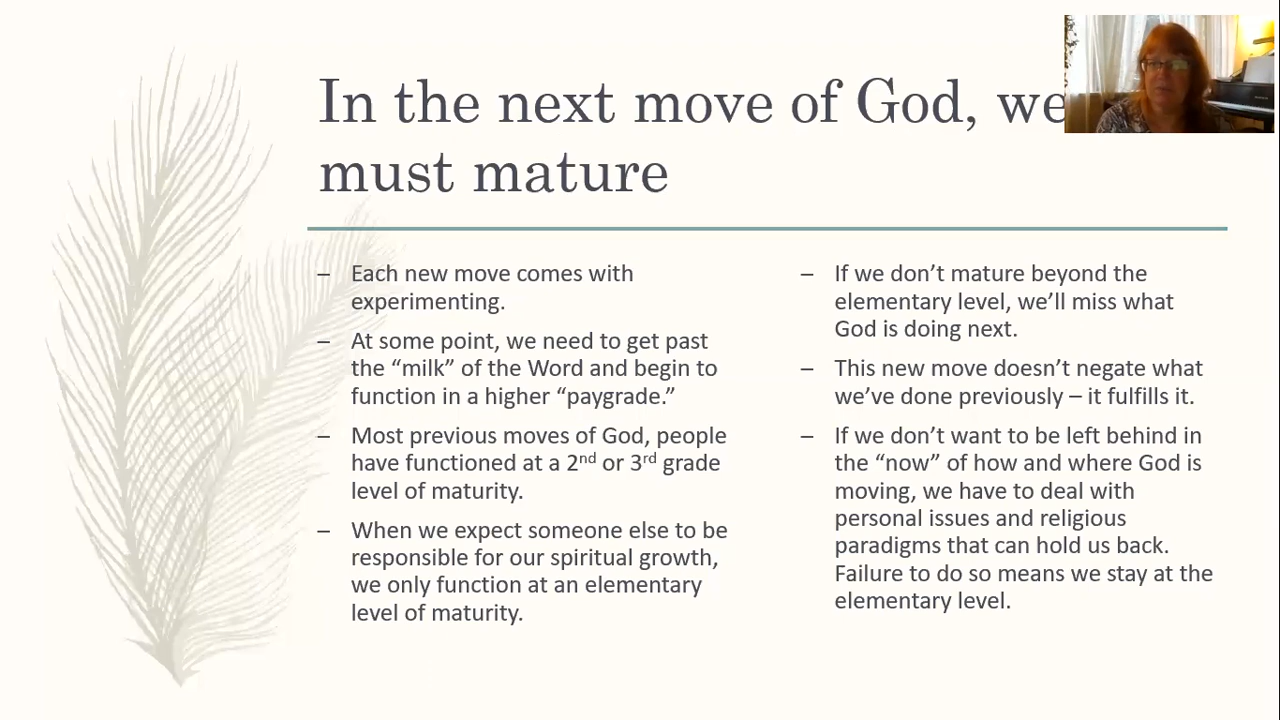 In the next move of God, we
must mature
– Each new move comes with
experimenting.
– At some point, we need to get past
the “milk” of the Word and begin to
function in a higher “paygrade.”
– Most previous moves of God, people
have functioned at a 2nd or 3rd grade
level of maturity.
– When we expect someone else to be
responsible for our spiritual growth,
we only function at an elementary
level of maturity.
– If we don’t mature beyond the
elementary level, we’ll miss what
God is doing next.
– This new move doesn’t negate what
we’ve done previously – it fulfills it.
– If we don’t want to be left behind in
the “now” of how and where God is
moving, we have to deal with
personal issues and religious
paradigms that can hold us back.
Failure to do so means we stay at the
elementary level.